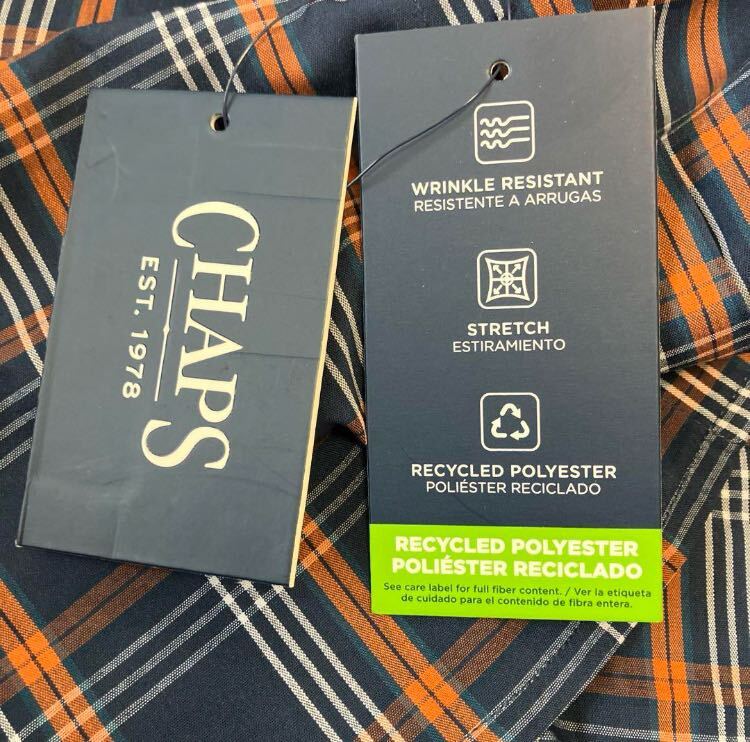 CHAPS
EST. 1978
WRINKLE RESISTANT
RESISTENTE A ARRUGAS
STRETCH
ESTIRAMIENTO
RECYCLED POLYESTER
POLIÉSTER RECICLADO
RECYCLED POLYESTER
POLIÉSTER RECICLADO
See care label for full fiber content. / Ver la etiqueta
de cuidado para el contenido de fibra entera.